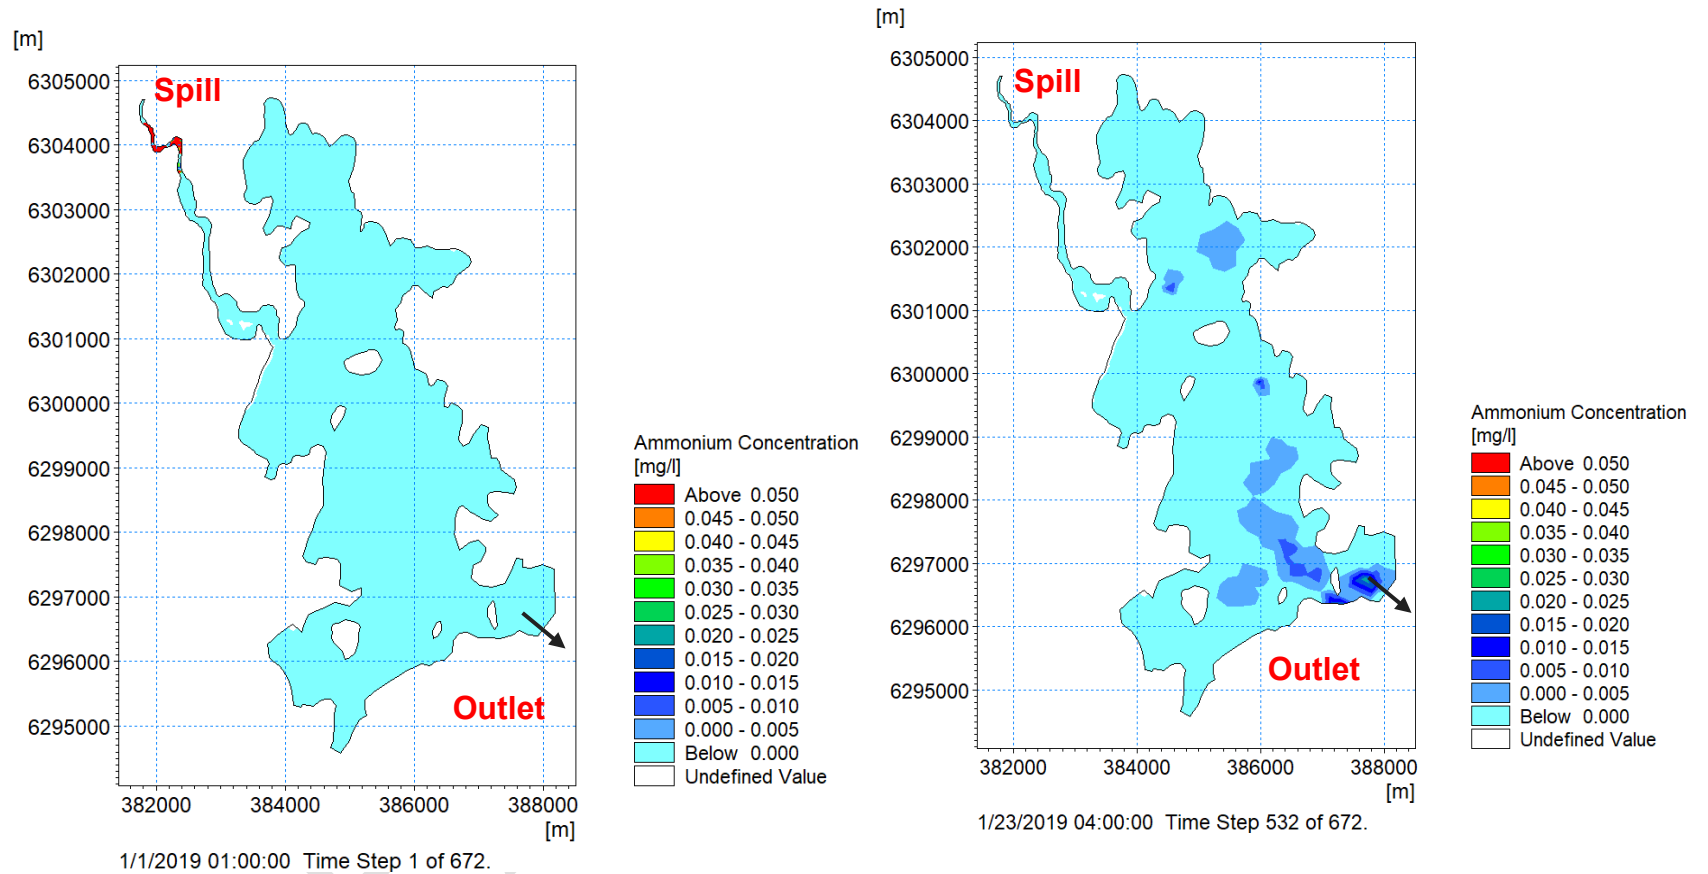 [m]
6305000
6304000
6303000
6302000
6301000
6300000
6299000
6298000
6297000
6296000
6295000
Spill
Outlet
382000 384000 386000 388000
[m]
1/1/2019 01:00:00 Time Step 1 of 672.
Ammonium Concentration
[mg/l]
Above 0.050
0.045 - 0.050
0.040 - 0.045
0.035 - 0.040
0.030 - 0.035
0.025 - 0.030
0.020 - 0.025
0.015 - 0.020
0.010 - 0.015
0.005 - 0.010
0.000 - 0.005
Below 0.000
Undefined Value
[m]
6305000
6304000
6303000
6302000
6301000
6300000
6299000
6298000
6297000
6296000
6295000
Spill
Outlet
382000 384000 386000 388000
[m]
1/23/2019 04:00:00 Time Step 532 of 672.
Ammonium Concentration
[mg/l]
Above 0.050
0.045 - 0.050
0.040 - 0.045
0.035 - 0.040
0.030 - 0.035
0.025 - 0.030
0.020 - 0.025
0.015 - 0.020
0.010 - 0.015
0.005 - 0.010
0.000 - 0.005
Below 0.000
Undefined Value